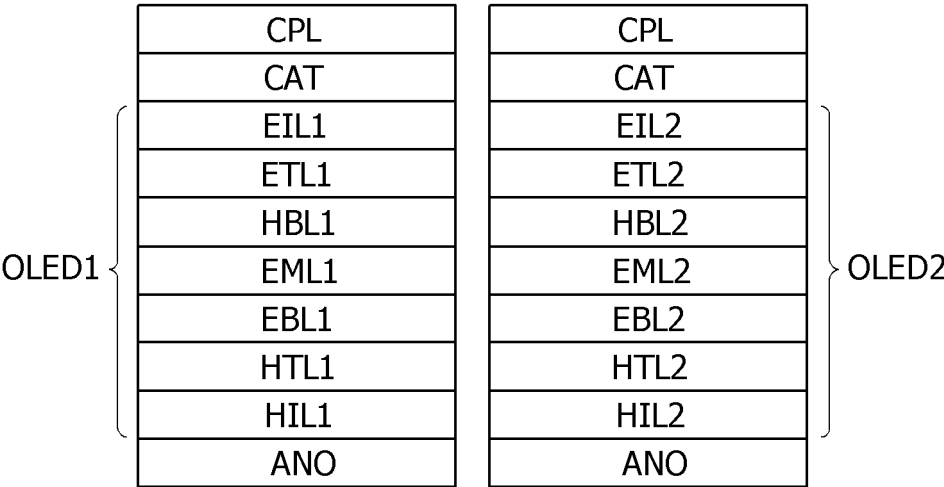 CPL CPL
CAT CAT
EIL1 EIL2
ETL1 ETL2
HBL1 HBL2
OLED1 EML1 EML2 OLED2
EBL1 EBL2
HTL1 HTL2
HIL1 HIL2
ANO ANO